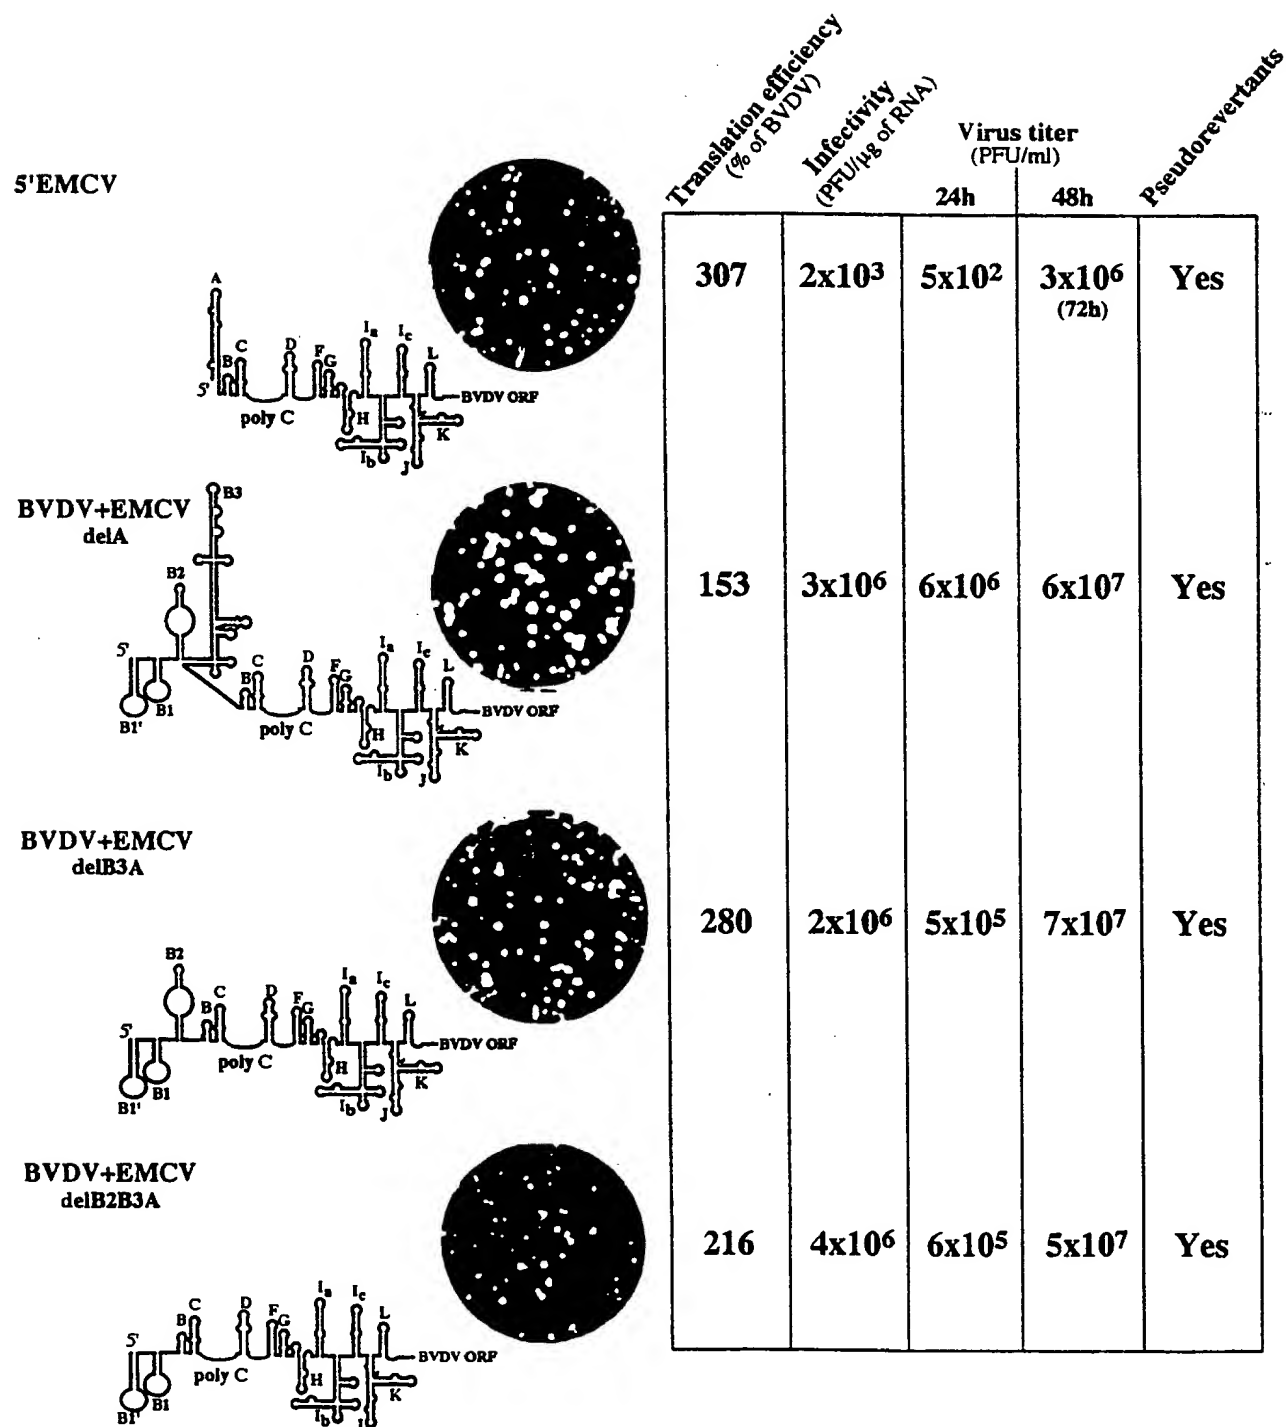 Translation efficiency
(% of BVDV)
Infectivity
(PFU/µg of RNA)
Virus titer
(PFU/ml)
24h
48h
Pseudorevertants
5'EMCV
A
B
C
D
F
G
Ia
Ic
L
5'
poly C
H
Ib
J
K
BVDV ORF
307
2x10³
5x10²
3x10⁶
(72h)
Yes
BVDV+EMCV
delA
B3
B2
5'
B1'
B1
B
C
D
F
G
Ia
Ic
L
poly C
H
Ib
J
K
BVDV ORF
153
3x10⁶
6x10⁶
6x10⁷
Yes
BVDV+EMCV
delB3A
B2
5'
B1'
B1
B
C
D
F
G
Ia
Ic
L
poly C
H
Ib
J
K
BVDV ORF
280
2x10⁶
5x10⁵
7x10⁷
Yes
BVDV+EMCV
delB2B3A
5'
B1'
B1
B
C
D
F
G
Ia
Ic
L
poly C
H
Ib
K
BVDV ORF
216
4x10⁶
6x10⁵
5x10⁷
Yes